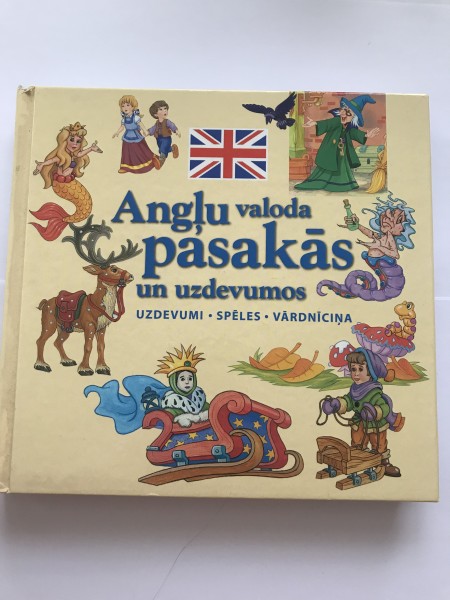 Angļu valoda
pasakās
un uzdevumos
UZDEVUMI • SPĒLES • VĀRDNĪCIŅA